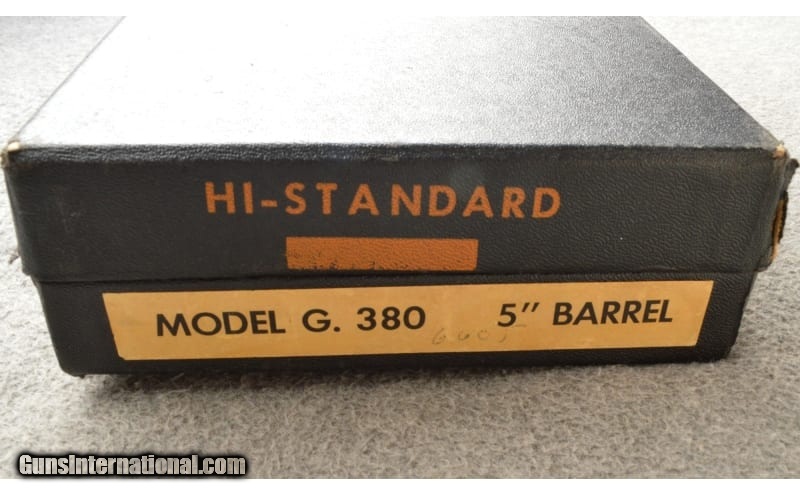 HI-STANDARD
MODEL G. 380 5" BARREL
GunsInternational.com